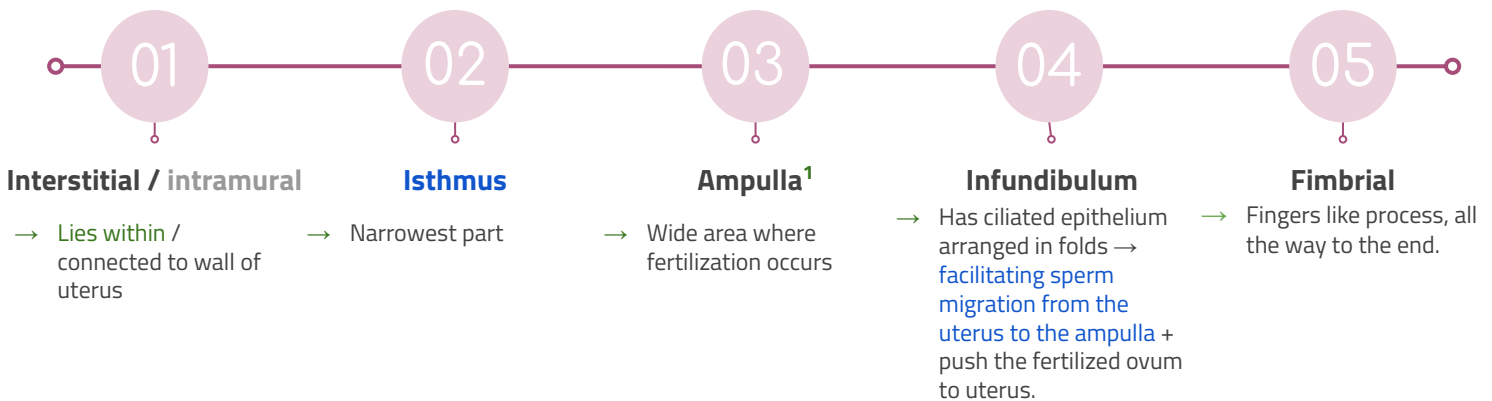 01
02
03
04
05
Interstitial / intramural
→ Lies within /
connected to wall of
uterus
Isthmus
→ Narrowest part
Ampulla¹
→ Wide area where
fertilization occurs
Infundibulum
→ Has ciliated epithelium
arranged in folds →
facilitating sperm
migration from the
uterus to the ampulla +
push the fertilized ovum
to uterus.
Fimbrial
→ Fingers like process, all
the way to the end.